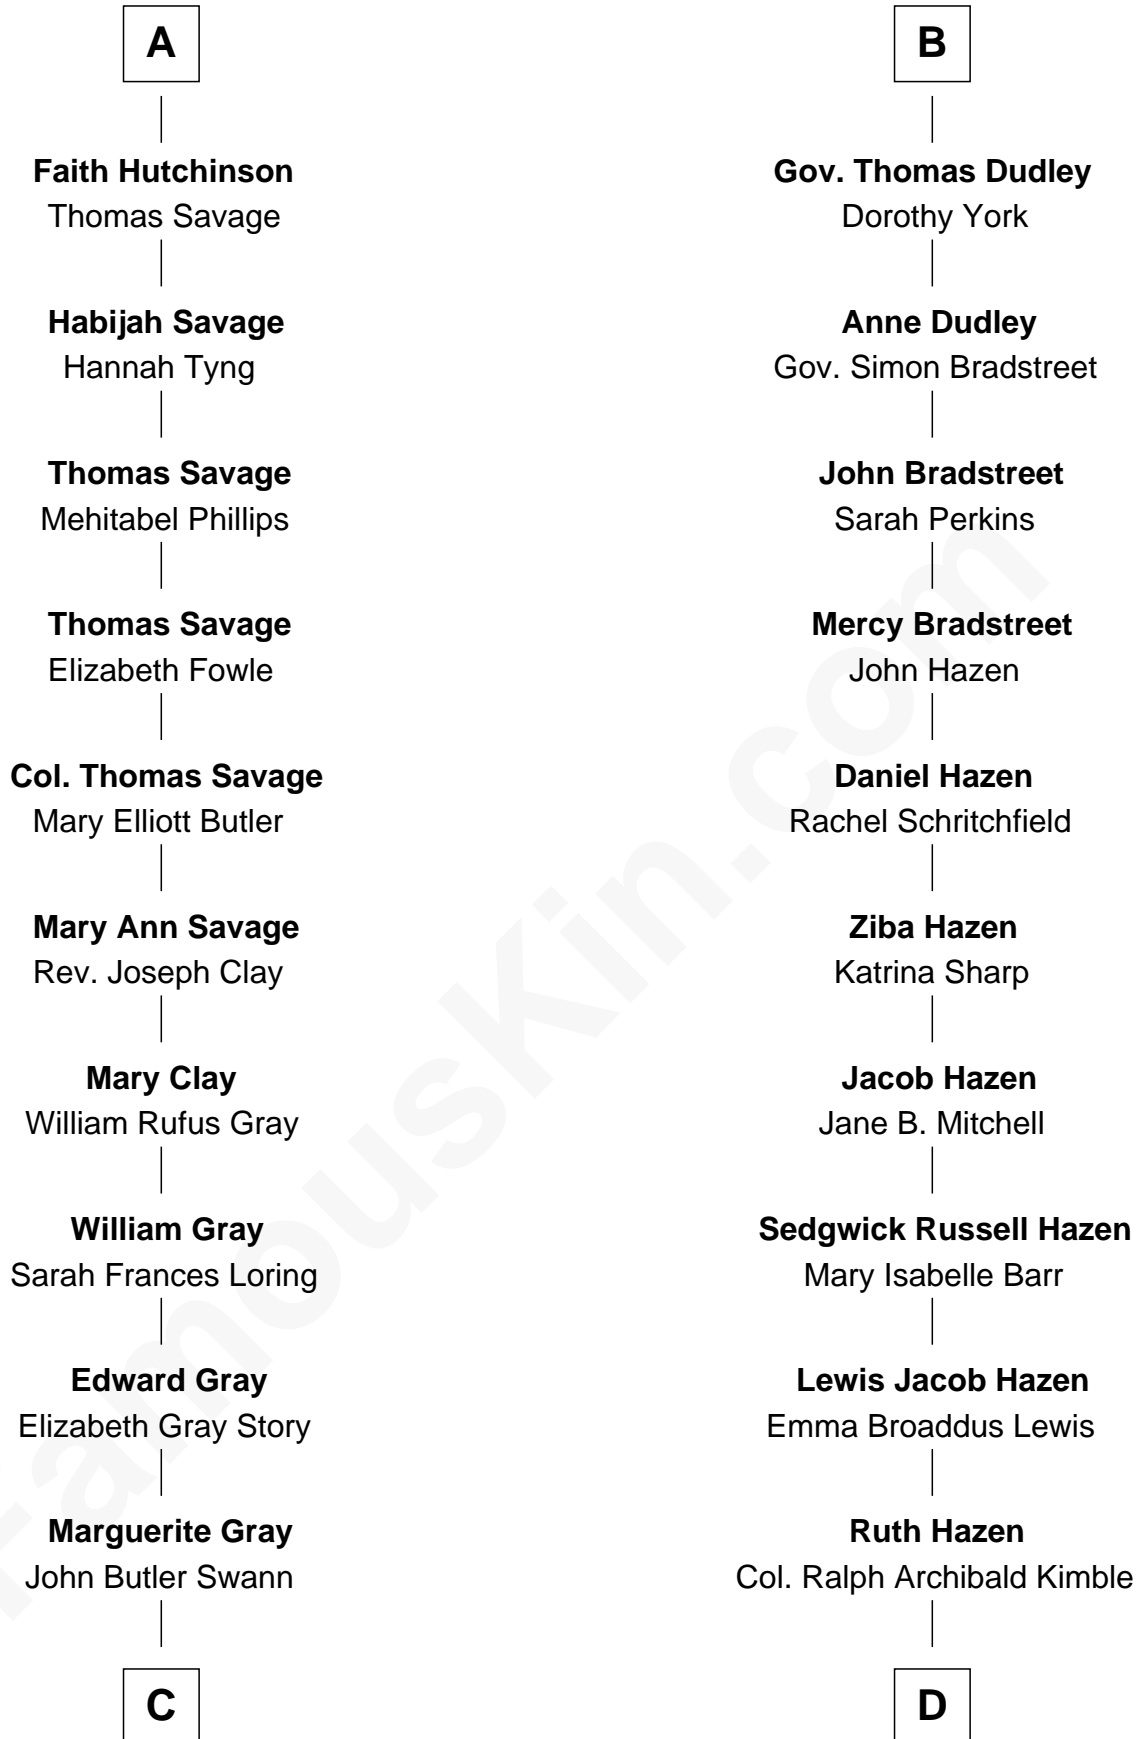 A
Faith Hutchinson
Thomas Savage
Habijah Savage
Hannah Tyng
Thomas Savage
Mehitabel Phillips
Thomas Savage
Elizabeth Fowle
Col. Thomas Savage
Mary Elliott Butler
Mary Ann Savage
Rev. Joseph Clay
Mary Clay
William Rufus Gray
William Gray
Sarah Frances Loring
Edward Gray
Elizabeth Gray Story
Marguerite Gray
John Butler Swann
C
B
Gov. Thomas Dudley
Dorothy York
Anne Dudley
Gov. Simon Bradstreet
John Bradstreet
Sarah Perkins
Mercy Bradstreet
John Hazen
Daniel Hazen
Rachel Schritchfield
Ziba Hazen
Katrina Sharp
Jacob Hazen
Jane B. Mitchell
Sedgwick Russell Hazen
Mary Isabelle Barr
Lewis Jacob Hazen
Emma Broaddus Lewis
Ruth Hazen
Col. Ralph Archibald Kimble
D
FamousKin.com